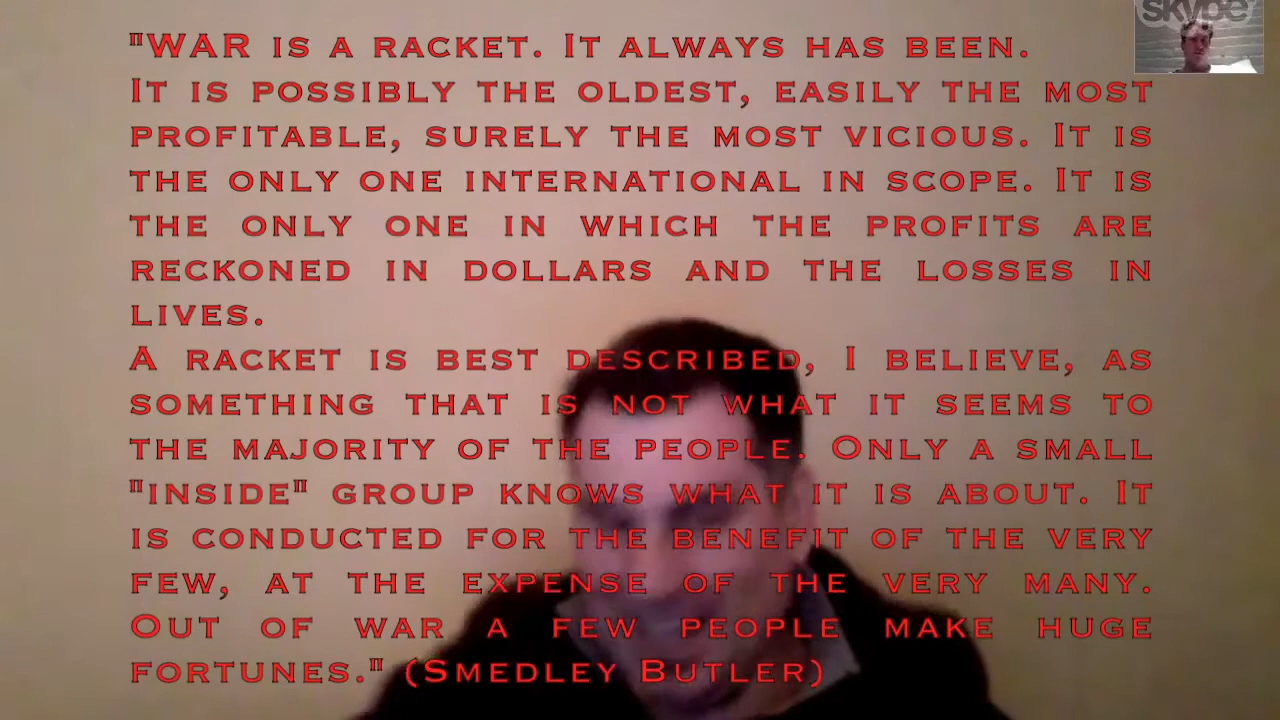 skype
"WAR IS A RACKET. IT ALWAYS HAS BEEN.
IT IS POSSIBLY THE OLDEST, EASILY THE MOST
PROFITABLE, SURELY THE MOST VICIOUS. IT IS
THE ONLY ONE INTERNATIONAL IN SCOPE. IT IS
THE ONLY ONE IN WHICH THE PROFITS ARE
RECKONED IN DOLLARS AND THE LOSSES IN
LIVES.
A RACKET IS BEST DESCRIBED, I BELIEVE, AS
SOMETHING THAT IS NOT WHAT IT SEEMS TO
THE MAJORITY OF THE PEOPLE. ONLY A SMALL
"INSIDE" GROUP KNOWS WHAT IT IS ABOUT. IT
IS CONDUCTED FOR THE BENEFIT OF THE VERY
FEW, AT THE EXPENSE OF THE VERY MANY.
OUT OF WAR A FEW PEOPLE MAKE HUGE
FORTUNES." (SMEDLEY BUTLER)